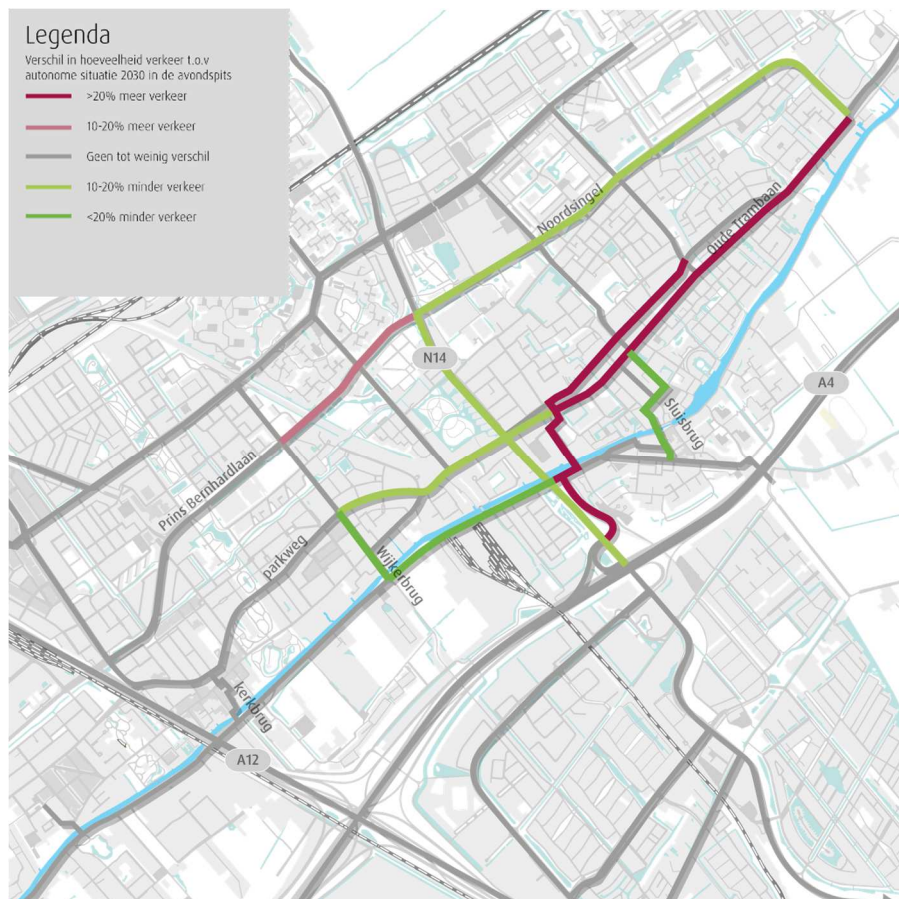 Legenda
Verschil in hoeveelheid verkeer t.o.v
autonome situatie 2030 in de avondspits
>20% meer verkeer
10-20% meer verkeer
Geen tot weinig verschil
10-20% minder verkeer
<20% minder verkeer
Noordsingel
Oude Trambaan
N14
A4
Sluisbrug
Prins Bernhardlaan
parkweg
Wijkerbrug
kerkbrug
A12